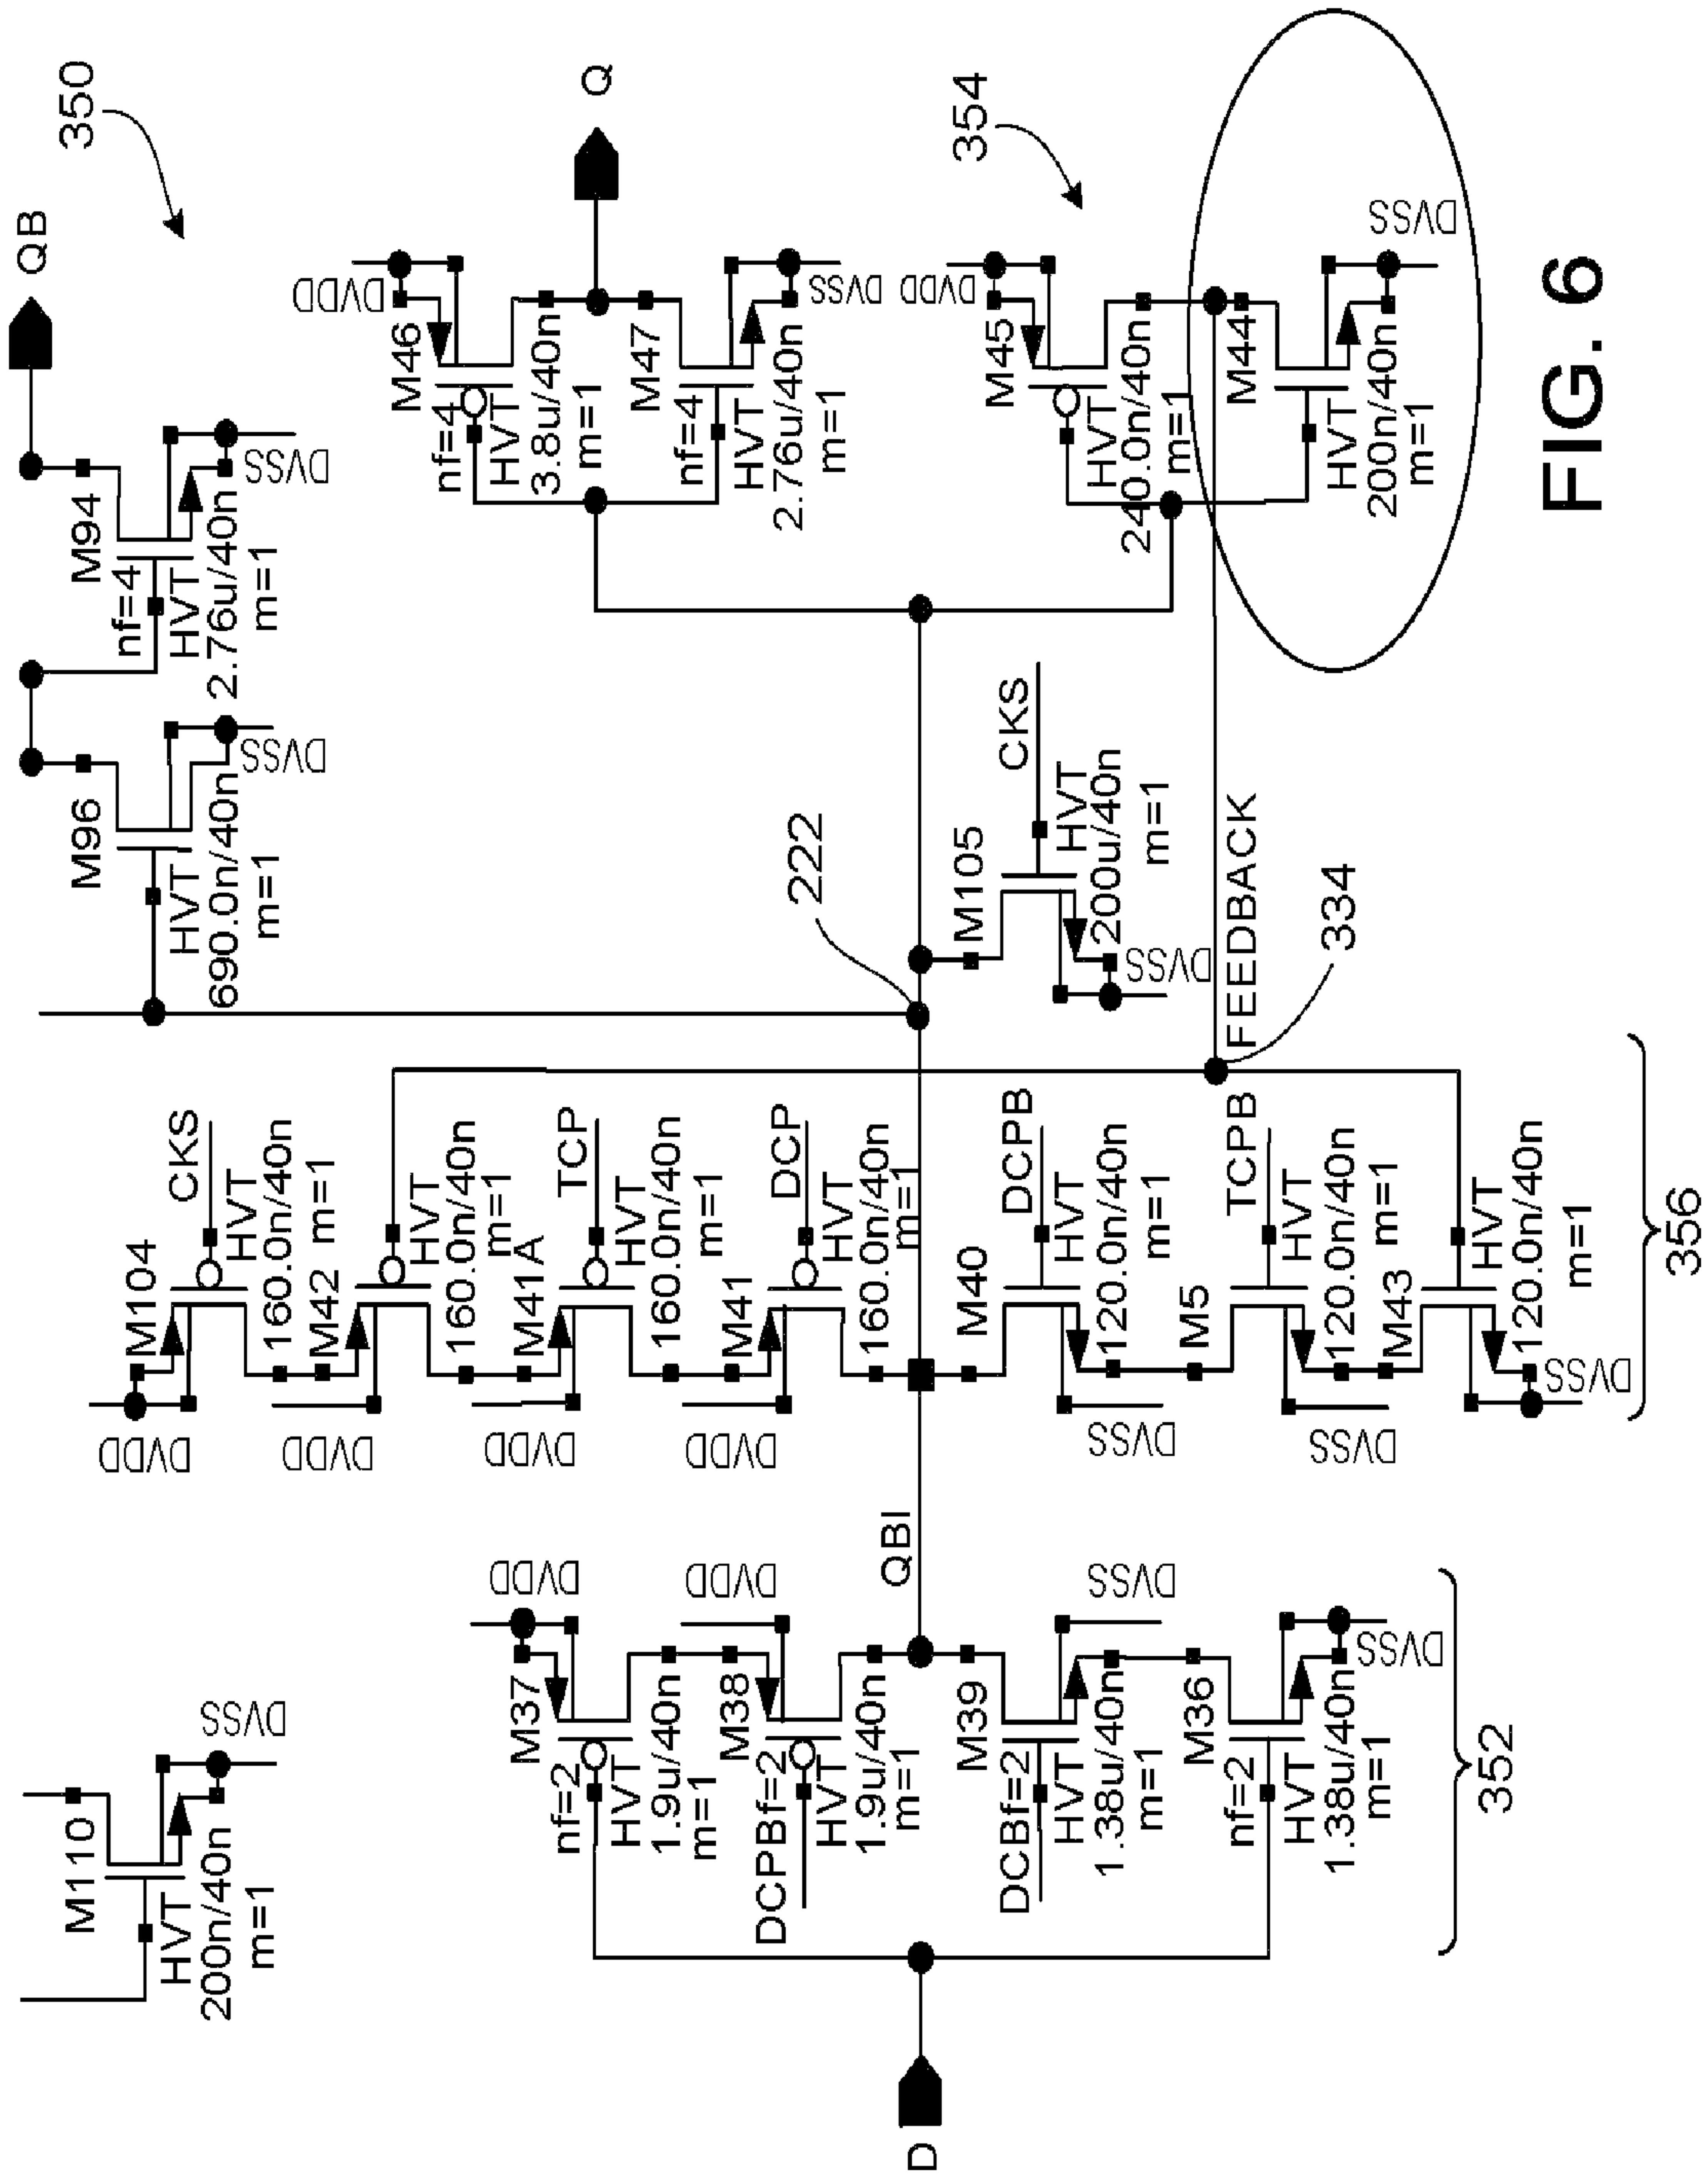 QB
350
M94
nf=4
HVT
2.76u/40n
m=1
DVSS
M96
HVT
690.0n/40n
m=1
DVSS
M110
HVT
200n/40n
m=1
DVSS
Q
M46
nf=4
HVT
3.8u/40n
m=1
DVDD
M47
nf=4
HVT
2.76u/40n
m=1
DVSS
354
M45
HVT
240.0n/40n
m=1
DVDD
M44
HVT
200n/40n
m=1
DVSS
222
M105
CKS
HVT
200u/40n
m=1
DVSS
FEEDBACK
334
M104
CKS
HVT
160.0n/40n
m=1
DVDD
M42
HVT
160.0n/40n
m=1
DVDD
M41A
TCP
HVT
160.0n/40n
m=1
DVDD
M41
DCP
HVT
160.0n/40n
m=1
DVDD
M40
DCPB
HVT
120.0n/40n
m=1
DVSS
M5
TCPB
HVT
120.0n/40n
m=1
DVSS
M43
HVT
120.0n/40n
m=1
DVSS
356
QBI
M37
nf=2
HVT
1.9u/40n
m=1
DVDD
M38
DCPBf=2
HVT
1.9u/40n
m=1
DVDD
M39
DCBf=2
HVT
1.38u/40n
m=1
DVSS
M36
nf=2
HVT
1.38u/40n
m=1
DVSS
352
D
FIG. 6